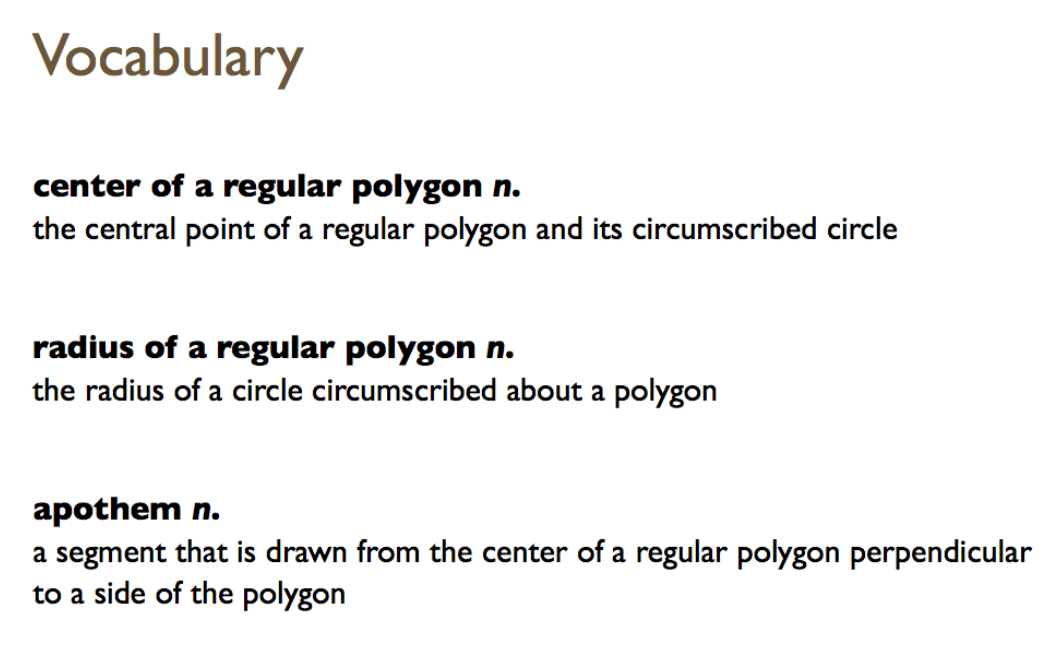 Vocabulary
center of a regular polygon n.
the central point of a regular polygon and its circumscribed circle
radius of a regular polygon n.
the radius of a circle circumscribed about a polygon
apothem n.
a segment that is drawn from the center of a regular polygon perpendicular
to a side of the polygon